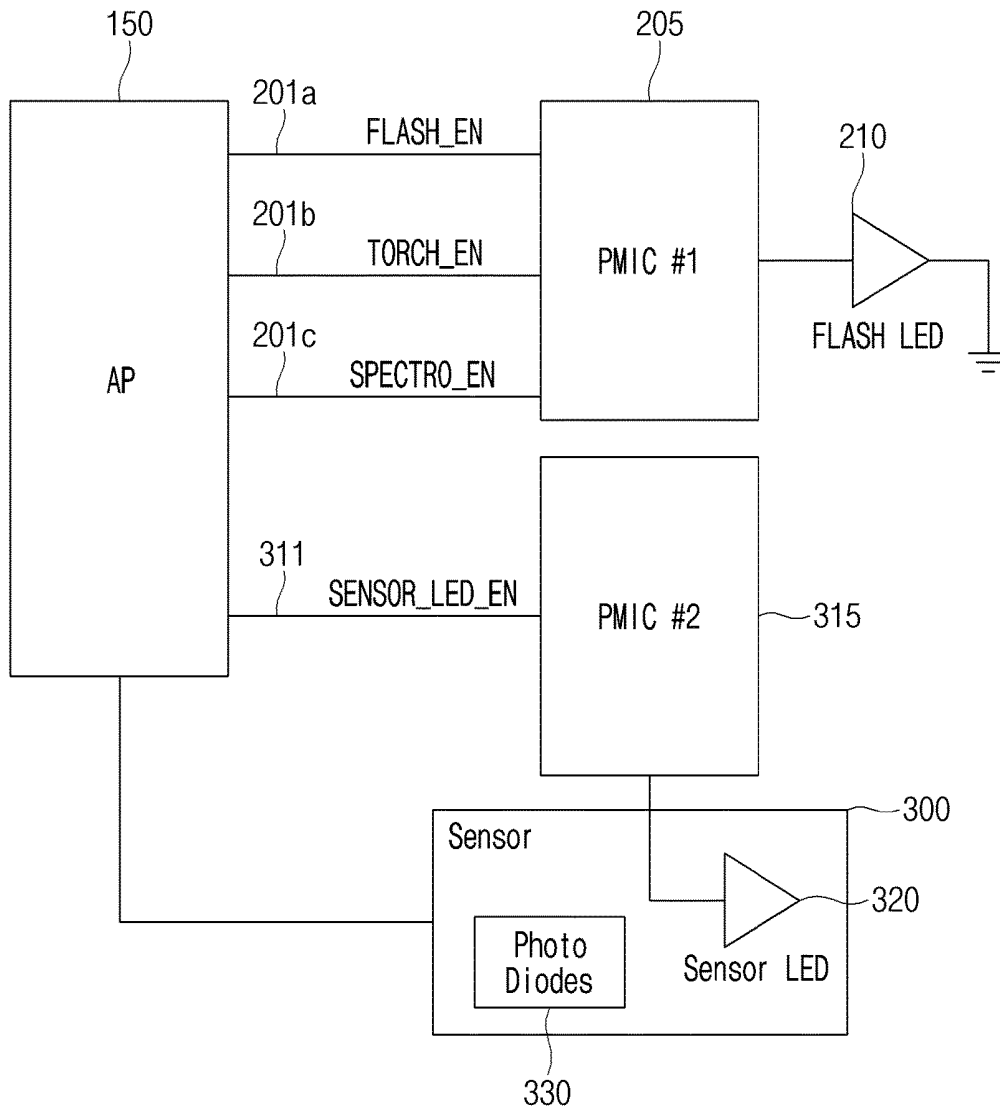 150
205
201a
FLASH_EN
210
201b
TORCH_EN
PMIC #1
FLASH LED
201c
SPECTRO_EN
AP
311
SENSOR_LED_EN
PMIC #2
315
300
Sensor
320
Photo
Diodes
Sensor LED
330